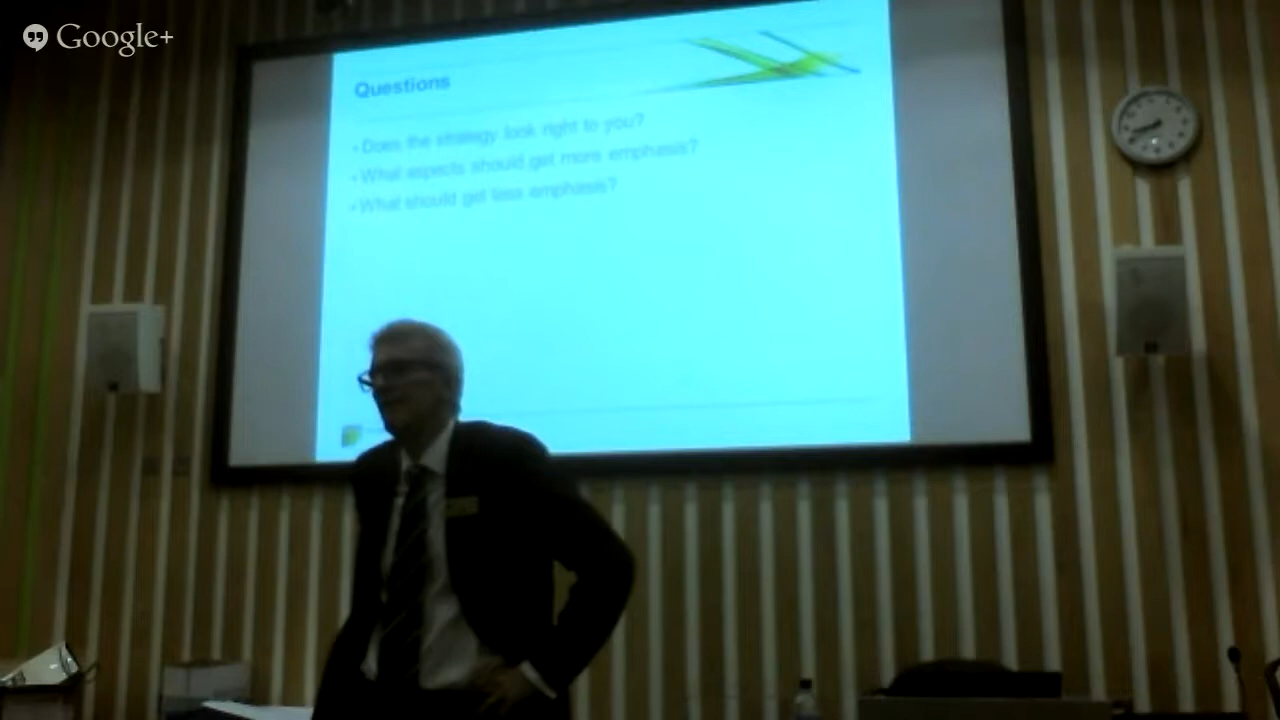 Google+
Questions
• Does the strategy look right to you?
• What aspects should get more emphasis?
• What should get less emphasis?